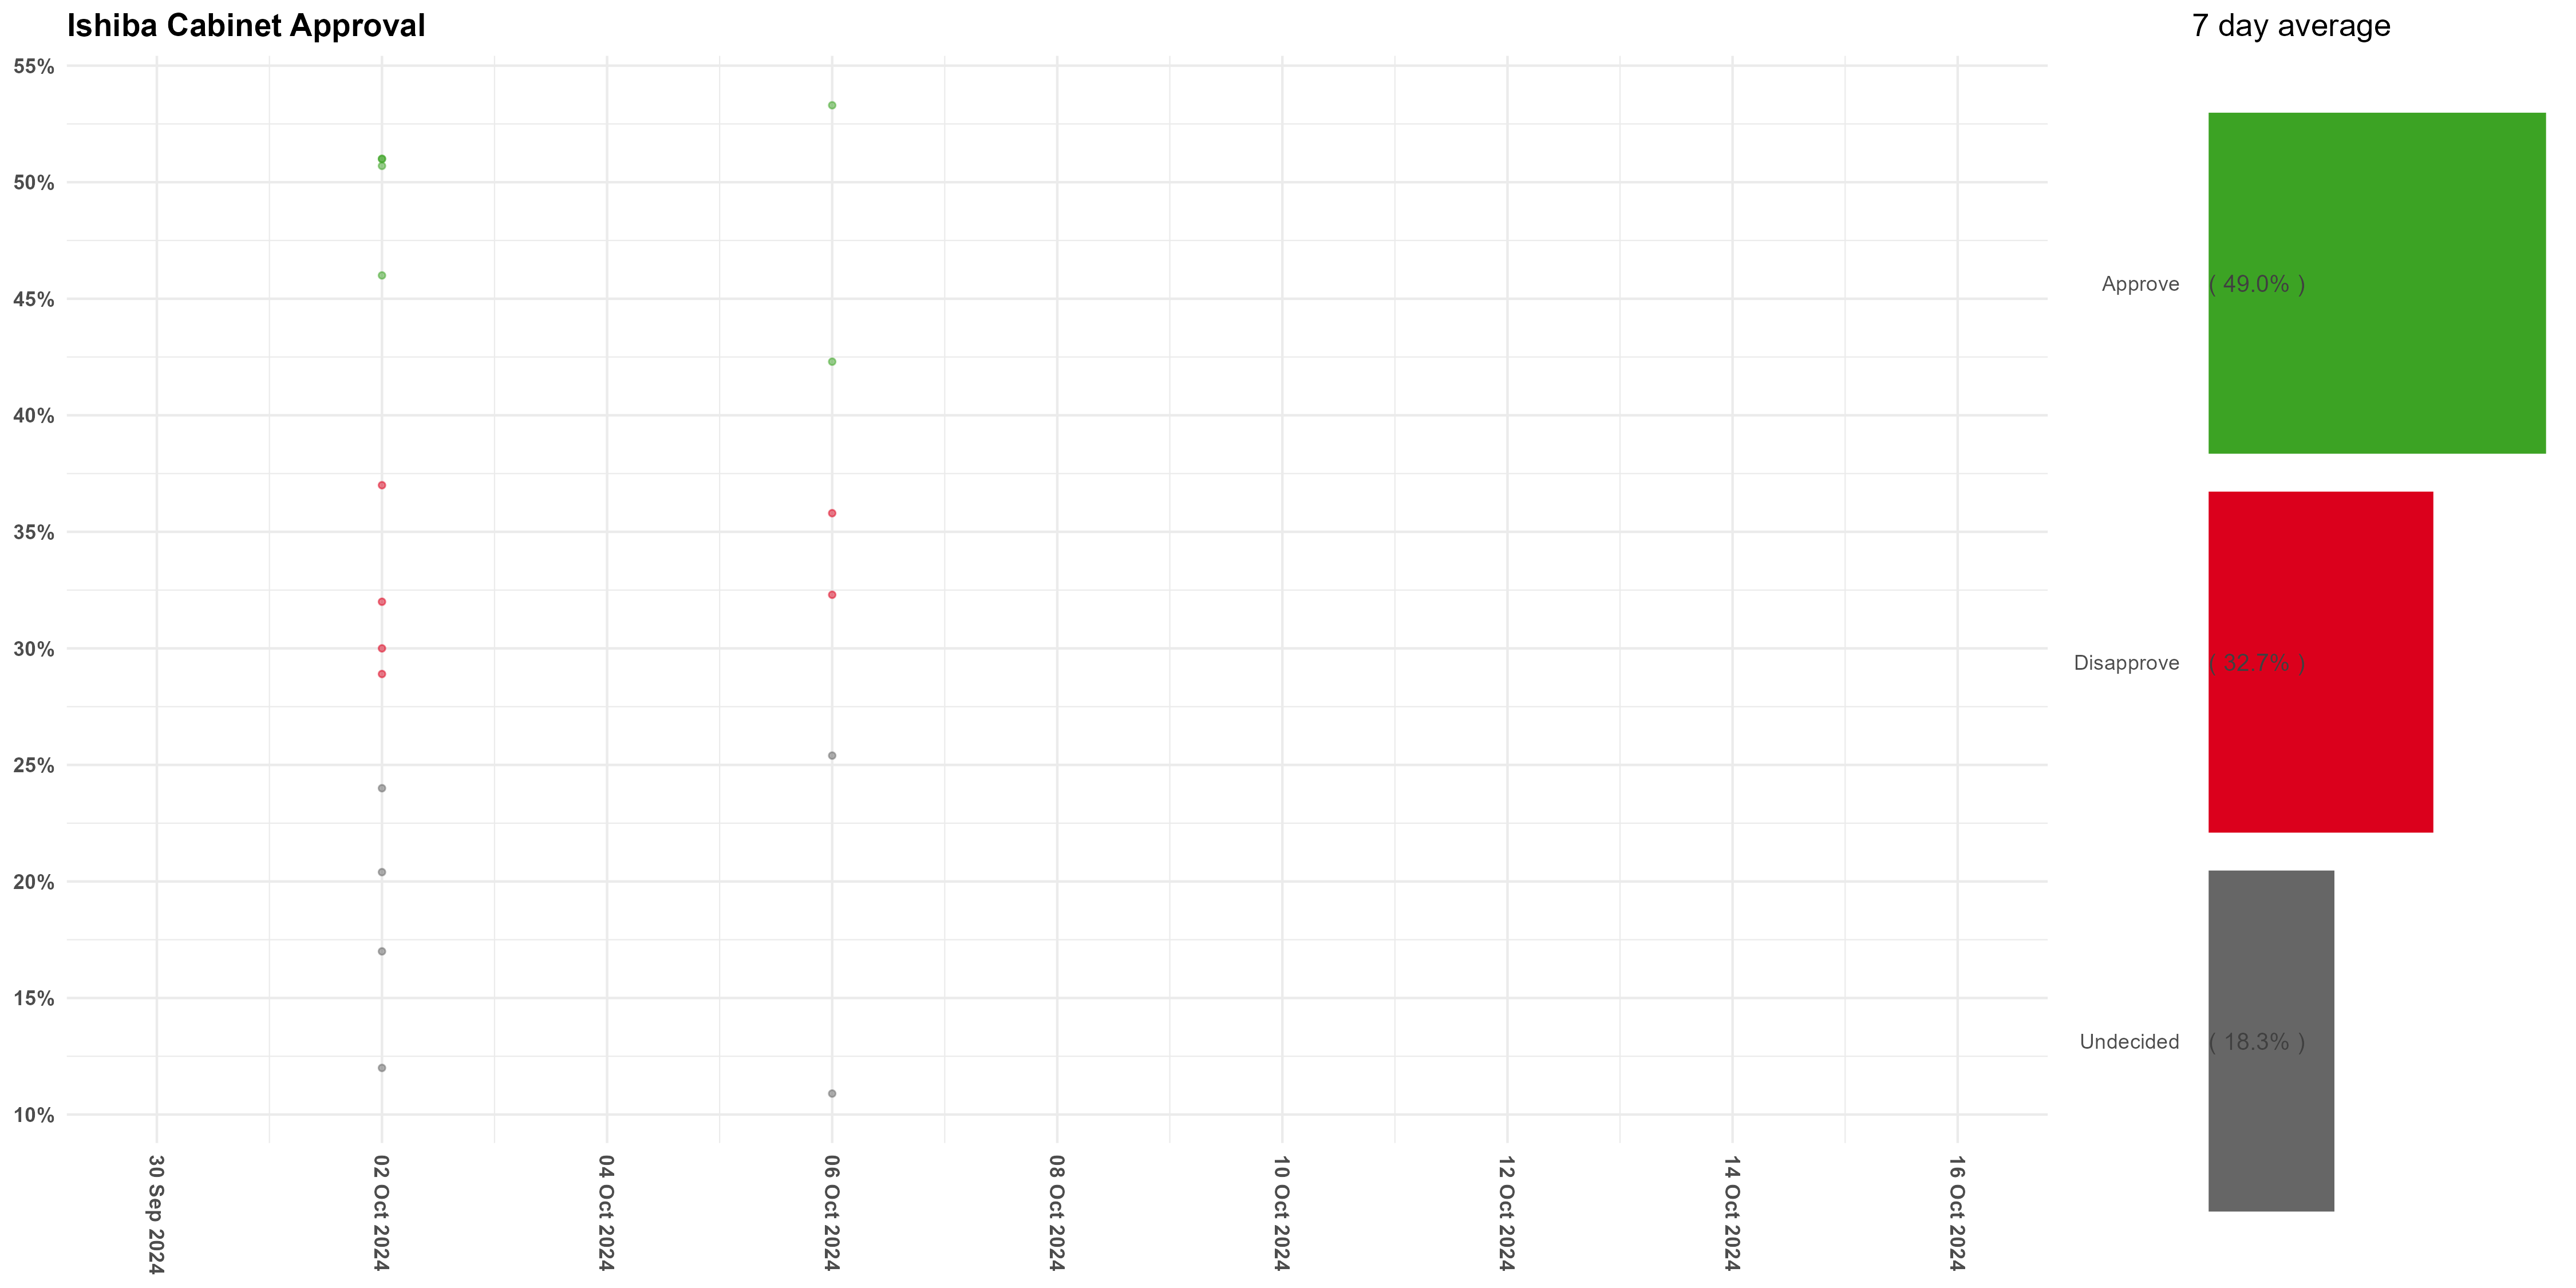 Ishiba Cabinet Approval
7 day average
55%
50%
45%
40%
35%
30%
25%
20%
15%
10%
30 Sep 2024
02 Oct 2024
04 Oct 2024
06 Oct 2024
08 Oct 2024
10 Oct 2024
12 Oct 2024
14 Oct 2024
16 Oct 2024
Approve ( 49.0% )
Disapprove ( 32.7% )
Undecided ( 18.3% )